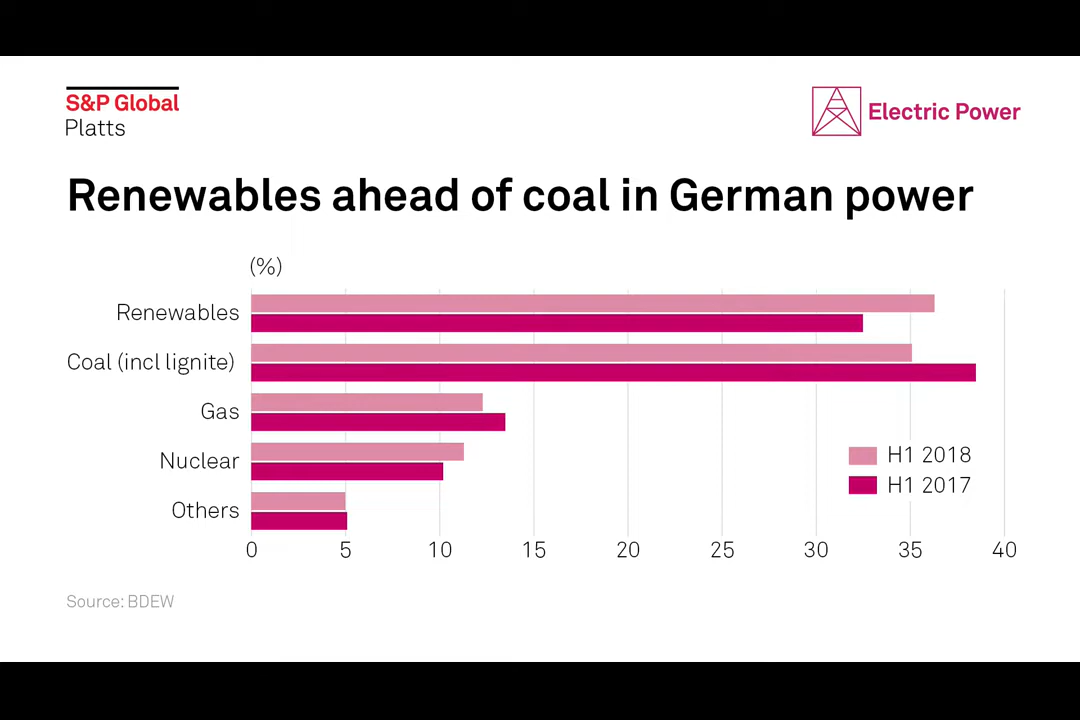 S&P Global
Platts
Electric Power
Renewables ahead of coal in German power
(%)
Renewables
Coal (incl lignite)
Gas
Nuclear
Others
H1 2018
H1 2017
0 5 10 15 20 25 30 35 40
Source: BDEW